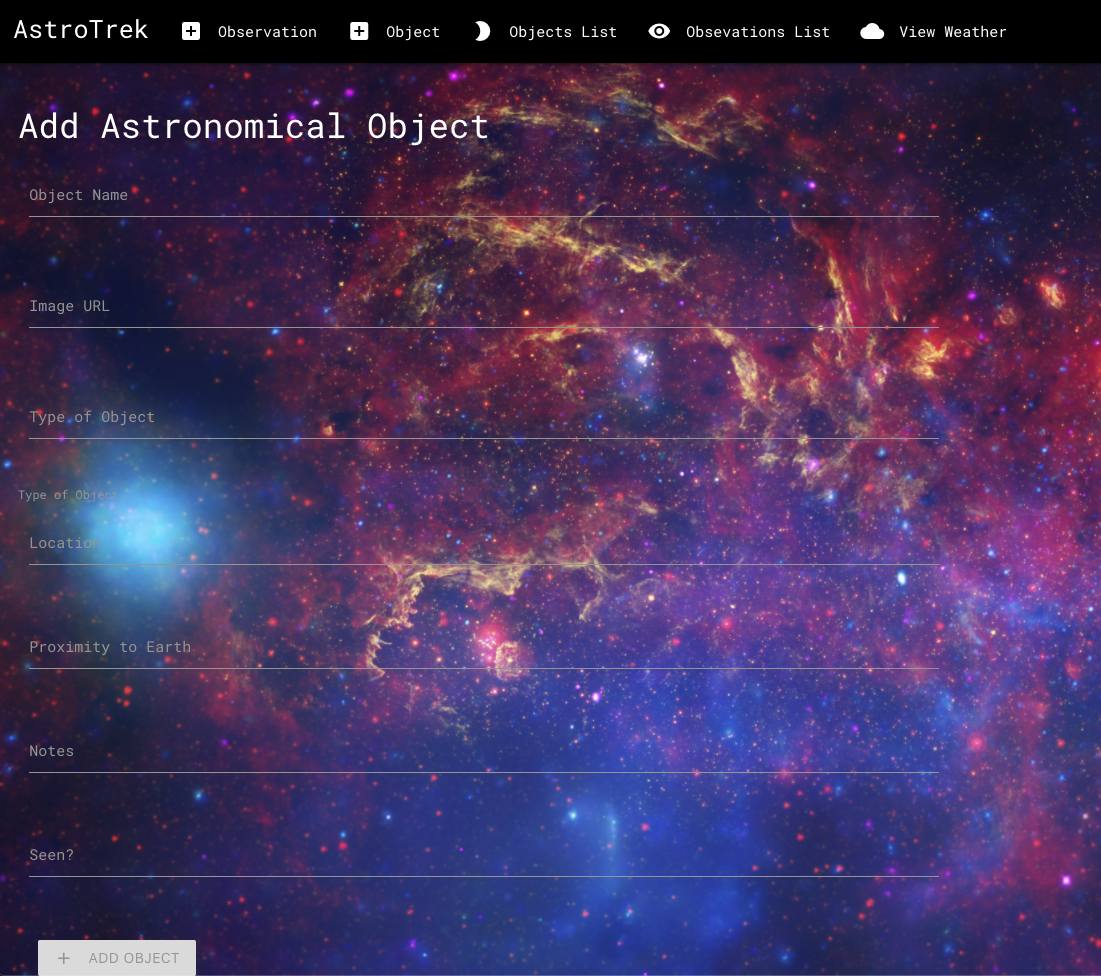 AstroTrek Observation Object Objects List Obsevations List View Weather
Add Astronomical Object
Object Name
Image URL
Type of Object
Type of Object
Location
Proximity to Earth
Notes
Seen?
ADD OBJECT